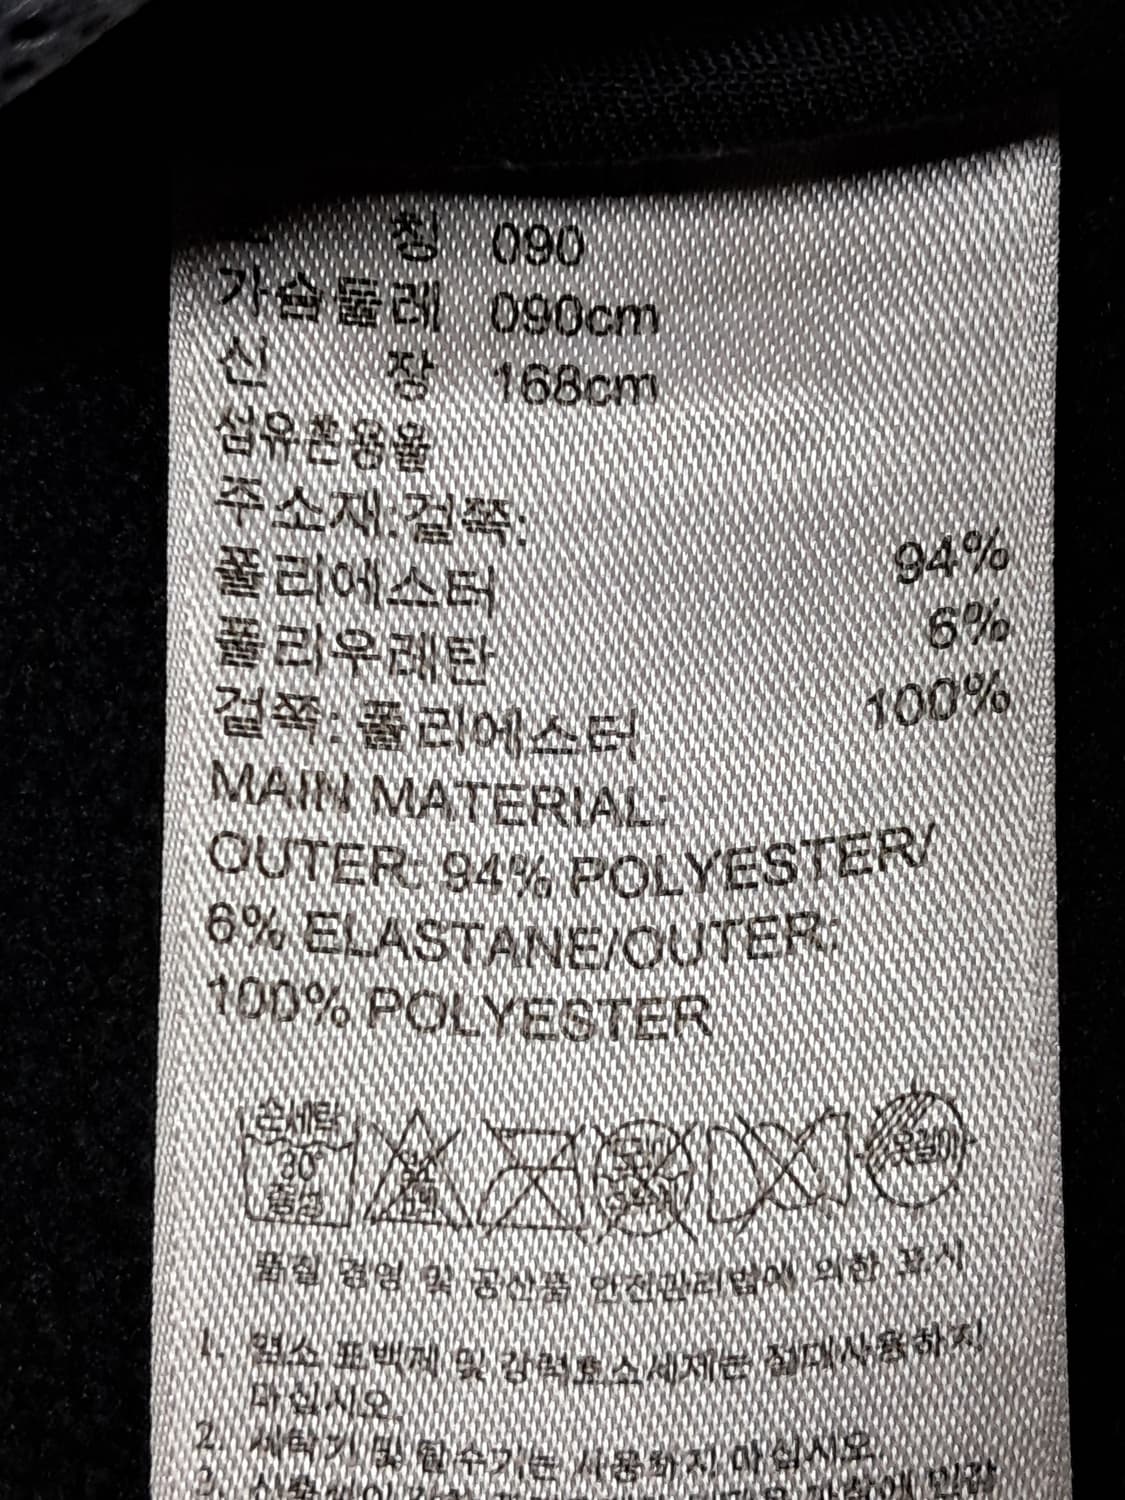 칭 090
가슴둘레 090cm
신 장 168cm
섬유혼용율
주소재:겉쪽:
폴리에스터 94%
폴리우레탄 6%
겉쪽: 폴리에스터 100%
MAIN MATERIAL:
OUTER: 94% POLYESTER/
6% ELASTANE/OUTER:
100% POLYESTER
손세탁
30°
중성
옷걸이
품질 경영 및 공산품 안전관리법에 의한 표시
1. 염소 표백제 및 강력효소세제는 절대사용하지
마십시오
2. 세탁기 및 탈수기는 사용하지 마십시오
3.